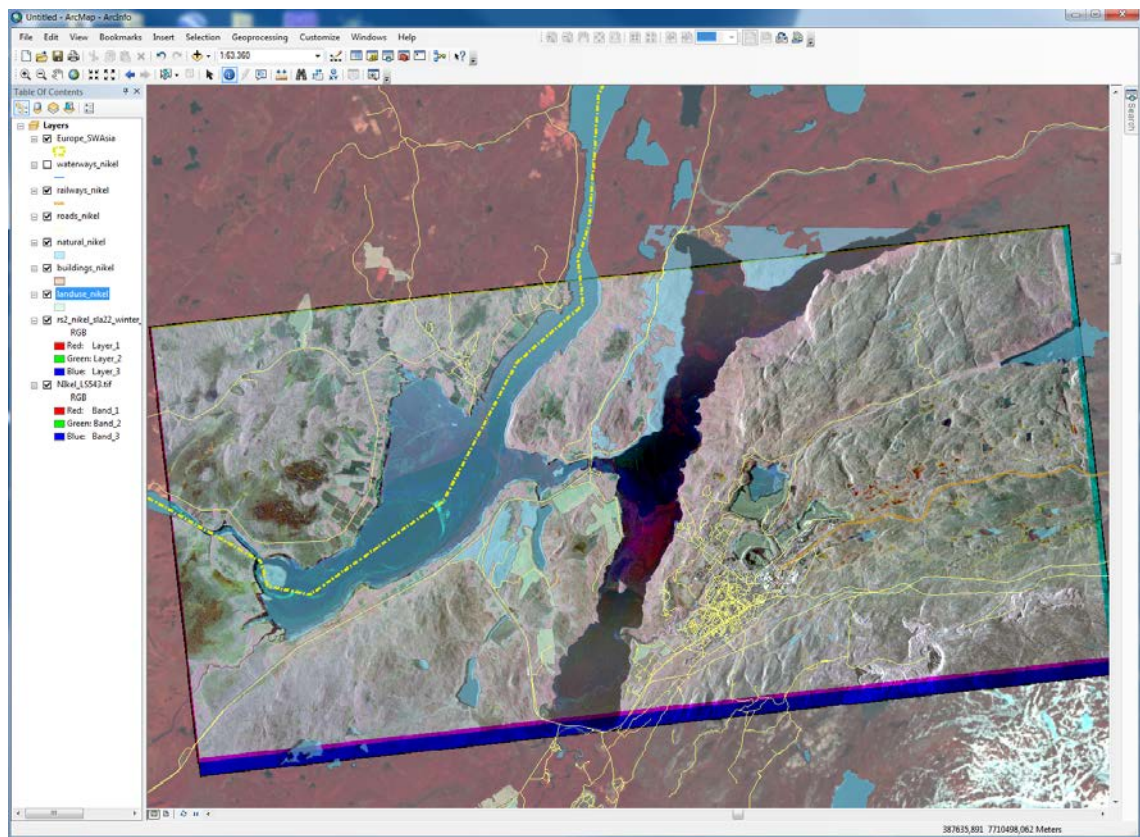 Untitled - ArcMap - ArcInfo
File Edit View Bookmarks Insert Selection Geoprocessing Customize Windows Help
1:63.360
Table Of Contents
Layers
Europe_SWAsia
waterways_nikel
railways_nikel
roads_nikel
natural_nikel
buildings_nikel
landuse_nikel
rs2_nikel_sla22_winter_
RGB
Red: Layer_1
Green: Layer_2
Blue: Layer_3
NIkel_LS543.tif
RGB
Red: Band_1
Green: Band_2
Blue: Band_3
Search
387635,891 7710498,062 Meters